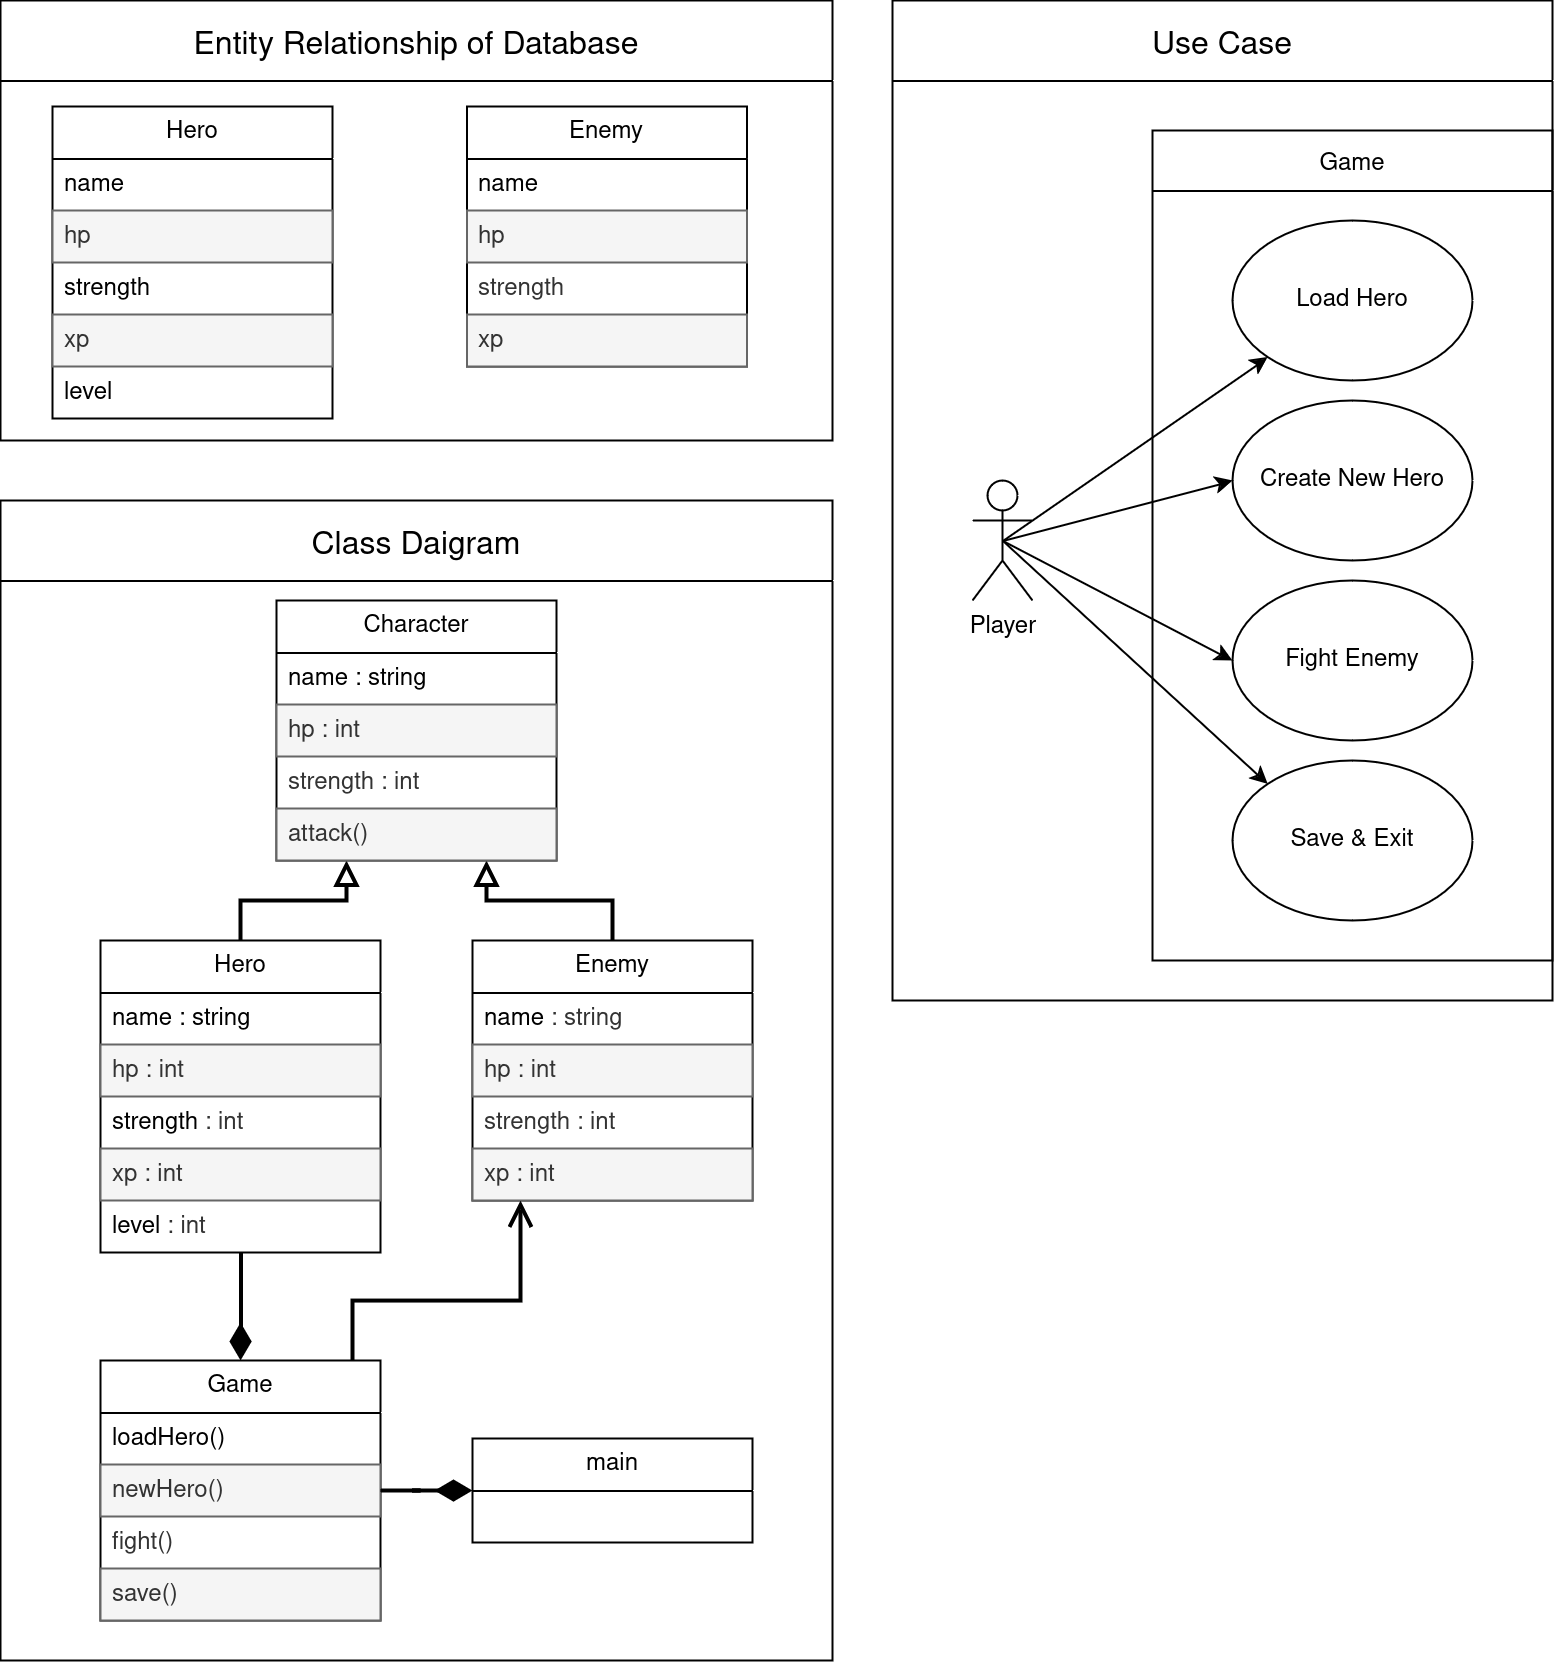 Entity Relationship of Database
Hero
name
hp
strength
xp
level
Enemy
name
hp
strength
xp
Class Daigram
Character
name : string
hp : int
strength : int
attack()
Hero
name : string
hp : int
strength : int
xp : int
level : int
Enemy
name : string
hp : int
strength : int
xp : int
Game
loadHero()
newHero()
fight()
save()
main
Use Case
Game
Load Hero
Create New Hero
Fight Enemy
Save & Exit
Player